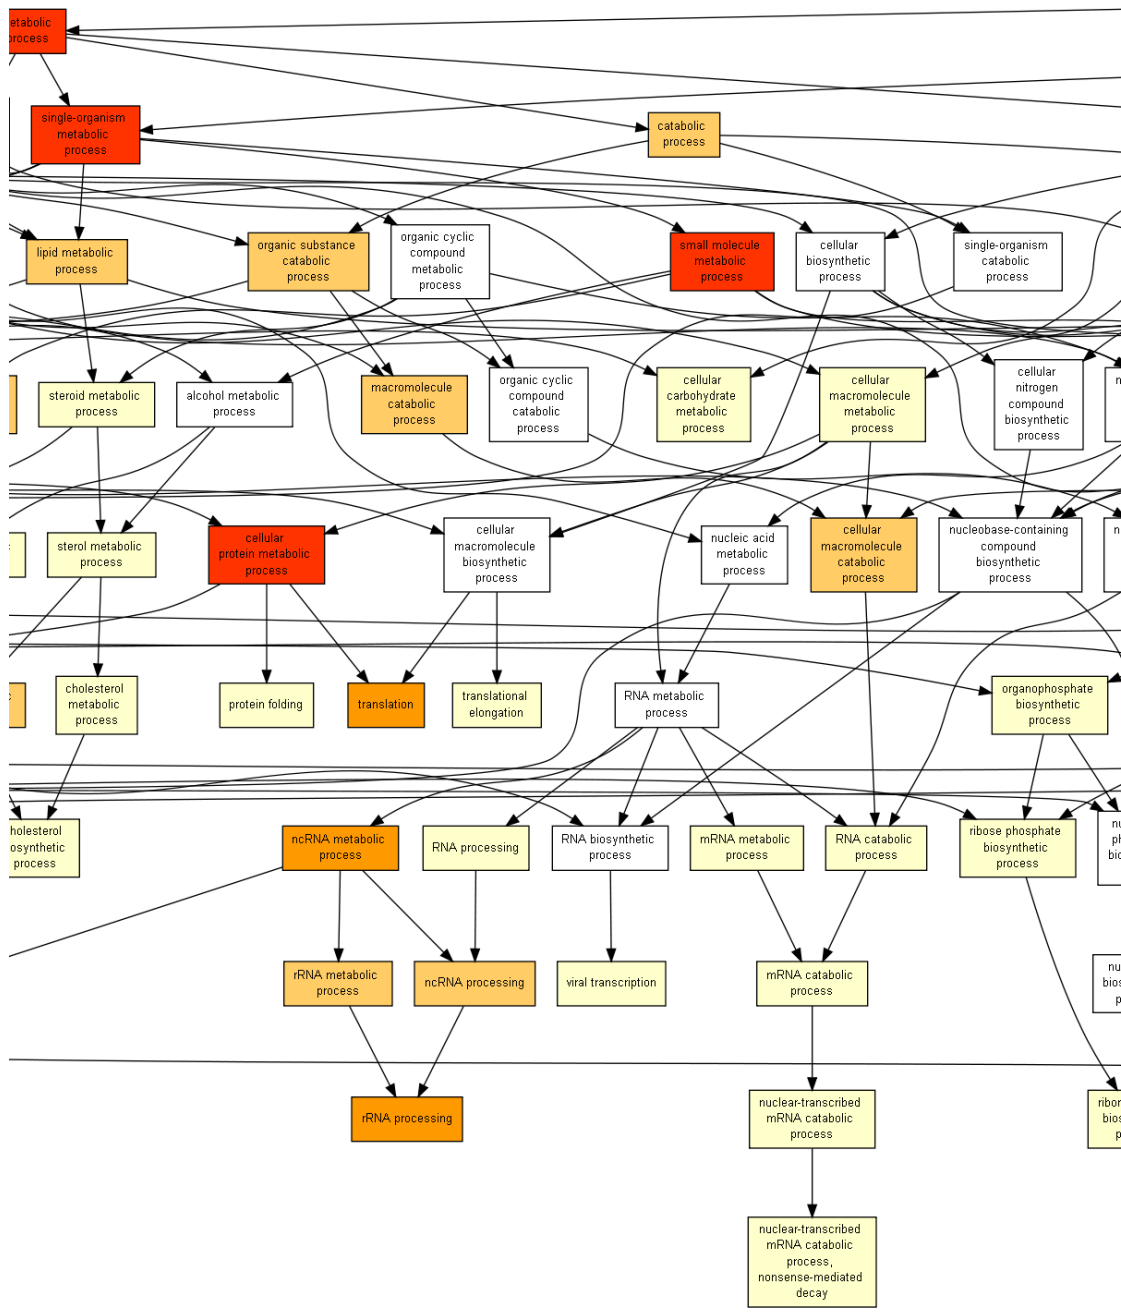 process
single-organism
metabolic
process
catabolic
process
lipid metabolic
process
organic substance
catabolic
process
organic cyclic
compound
metabolic
process
small molecule
metabolic
process
cellular
biosynthetic
process
single-organism
catabolic
process
steroid metabolic
process
alcohol metabolic
process
macromolecule
catabolic
process
organic cyclic
compound
catabolic
process
cellular
carbohydrate
metabolic
process
cellular
macromolecule
metabolic
process
cellular
nitrogen
compound
biosynthetic
process
sterol metabolic
process
cellular
protein metabolic
process
cellular
macromolecule
biosynthetic
process
nucleic acid
metabolic
process
cellular
macromolecule
catabolic
process
nucleobase-containing
compound
biosynthetic
process
cholesterol
metabolic
process
protein folding
translation
translational
elongation
RNA metabolic
process
organophosphate
biosynthetic
process
process
ncRNA metabolic
process
RNA processing
RNA biosynthetic
process
mRNA metabolic
process
RNA catabolic
process
ribose phosphate
biosynthetic
process
rRNA metabolic
process
ncRNA processing
viral transcription
mRNA catabolic
process
rRNA processing
nuclear-transcribed
mRNA catabolic
process
nuclear-transcribed
mRNA catabolic
process,
nonsense-mediated
decay